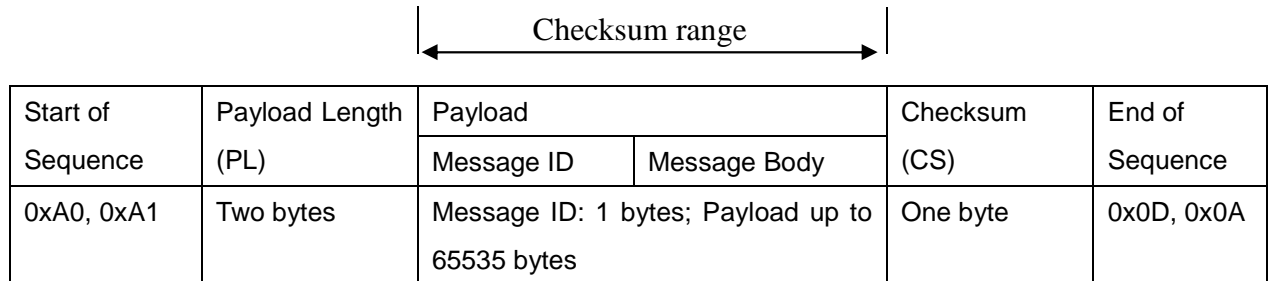 Checksum range
Start of Sequence
Payload Length (PL)
Payload
Checksum (CS)
End of Sequence
Message ID
Message Body
0xA0, 0xA1
Two bytes
Message ID: 1 bytes; Payload up to
65535 bytes
One byte
0x0D, 0x0A